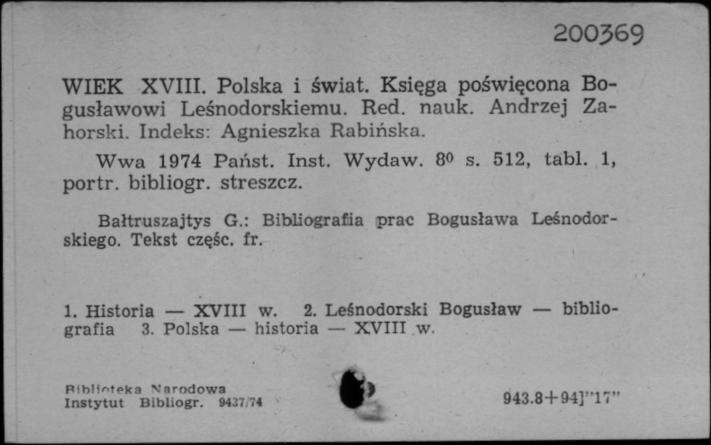 200369
WIEK XVIII. Polska i świat. Księga poświęcona Bo-
gusławowi Leśnodorskiemu. Red. nauk. Andrzej Za-
horski. Indeks: Agnieszka Rabińska.
Wwa 1974 Państ. Inst. Wydaw. 8⁰ s. 512, tabl. 1,
portr. bibliogr. streszcz.
Bałtruszajtys G.: Bibliografia prac Bogusława Leśnodor-
skiego. Tekst częśc. fr.
1. Historia — XVIII w. 2. Leśnodorski Bogusław — biblio-
grafia 3. Polska — historia — XVIII w.
Biblioteka Narodowa
Instytut Bibliogr. 9437/74
943.8+94]"17"